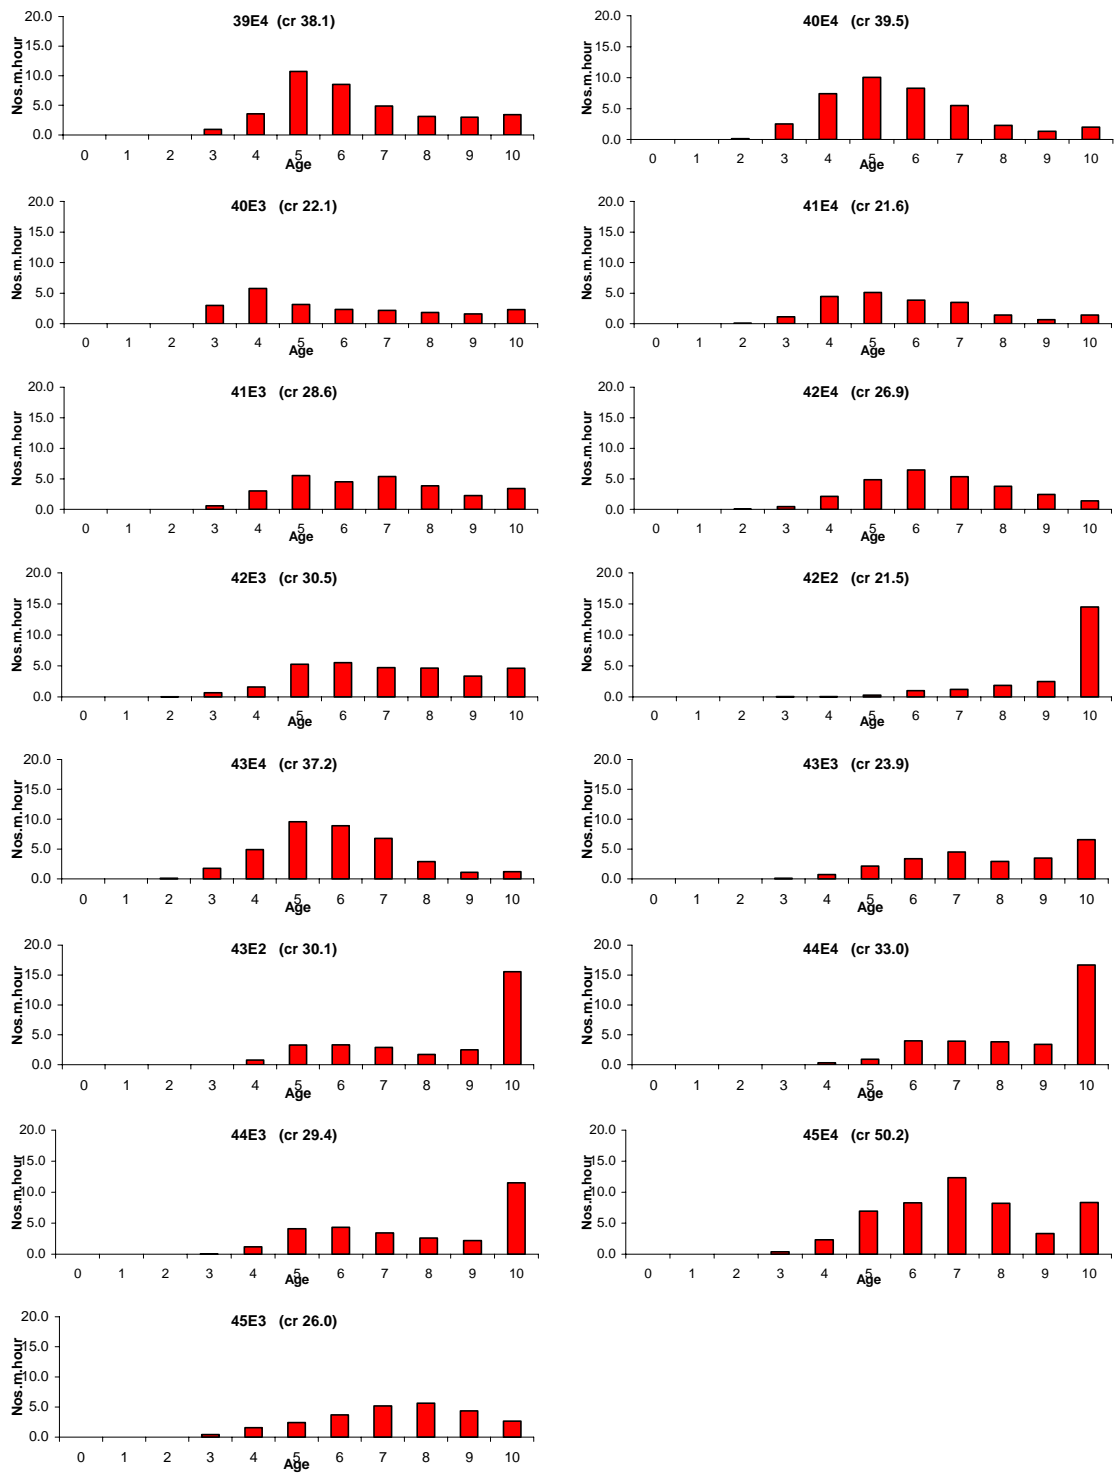 39E4 (cr 38.1)
Nos.m.hour
20.0
15.0
10.0
5.0
0.0
0 1 2 3 4 5 6 7 8 9 10
Age
40E4 (cr 39.5)
Nos.m.hour
20.0
15.0
10.0
5.0
0.0
0 1 2 3 4 5 6 7 8 9 10
Age
40E3 (cr 22.1)
Nos.m.hour
20.0
15.0
10.0
5.0
0.0
0 1 2 3 4 5 6 7 8 9 10
Age
41E4 (cr 21.6)
Nos.m.hour
20.0
15.0
10.0
5.0
0.0
0 1 2 3 4 5 6 7 8 9 10
Age
41E3 (cr 28.6)
Nos.m.hour
20.0
15.0
10.0
5.0
0.0
0 1 2 3 4 5 6 7 8 9 10
Age
42E4 (cr 26.9)
Nos.m.hour
20.0
15.0
10.0
5.0
0.0
0 1 2 3 4 5 6 7 8 9 10
Age
42E3 (cr 30.5)
Nos.m.hour
20.0
15.0
10.0
5.0
0.0
0 1 2 3 4 5 6 7 8 9 10
Age
42E2 (cr 21.5)
Nos.m.hour
20.0
15.0
10.0
5.0
0.0
0 1 2 3 4 5 6 7 8 9 10
Age
43E4 (cr 37.2)
Nos.m.hour
20.0
15.0
10.0
5.0
0.0
0 1 2 3 4 5 6 7 8 9 10
Age
43E3 (cr 23.9)
Nos.m.hour
20.0
15.0
10.0
5.0
0.0
0 1 2 3 4 5 6 7 8 9 10
Age
43E2 (cr 30.1)
Nos.m.hour
20.0
15.0
10.0
5.0
0.0
0 1 2 3 4 5 6 7 8 9 10
Age
44E4 (cr 33.0)
Nos.m.hour
20.0
15.0
10.0
5.0
0.0
0 1 2 3 4 5 6 7 8 9 10
Age
44E3 (cr 29.4)
Nos.m.hour
20.0
15.0
10.0
5.0
0.0
0 1 2 3 4 5 6 7 8 9 10
Age
45E4 (cr 50.2)
Nos.m.hour
20.0
15.0
10.0
5.0
0.0
0 1 2 3 4 5 6 7 8 9 10
Age
45E3 (cr 26.0)
Nos.m.hour
20.0
15.0
10.0
5.0
0.0
0 1 2 3 4 5 6 7 8 9 10
Age